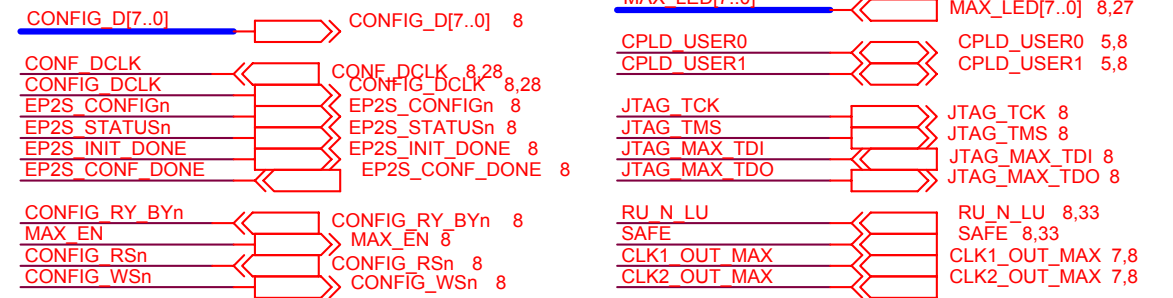 CONFIG_D[7..0] CONFIG_D[7..0] 8
CONF_DCLK CONF_DCLK 8,28
CONFIG_DCLK CONFIG_DCLK 8,28
EP2S_CONFIGn EP2S_CONFIGn 8
EP2S_STATUSn EP2S_STATUSn 8
EP2S_INIT_DONE EP2S_INIT_DONE 8
EP2S_CONF_DONE EP2S_CONF_DONE 8
CONFIG_RY_BYn CONFIG_RY_BYn 8
MAX_EN MAX_EN 8
CONFIG_RSn CONFIG_RSn 8
CONFIG_WSn CONFIG_WSn 8
MAX_LED[7..0] MAX_LED[7..0] 8,27
CPLD_USER0 CPLD_USER0 5,8
CPLD_USER1 CPLD_USER1 5,8
JTAG_TCK JTAG_TCK 8
JTAG_TMS JTAG_TMS 8
JTAG_MAX_TDI JTAG_MAX_TDI 8
JTAG_MAX_TDO JTAG_MAX_TDO 8
RU_N_LU RU_N_LU 8,33
SAFE SAFE 8,33
CLK1_OUT_MAX CLK1_OUT_MAX 7,8
CLK2_OUT_MAX CLK2_OUT_MAX 7,8